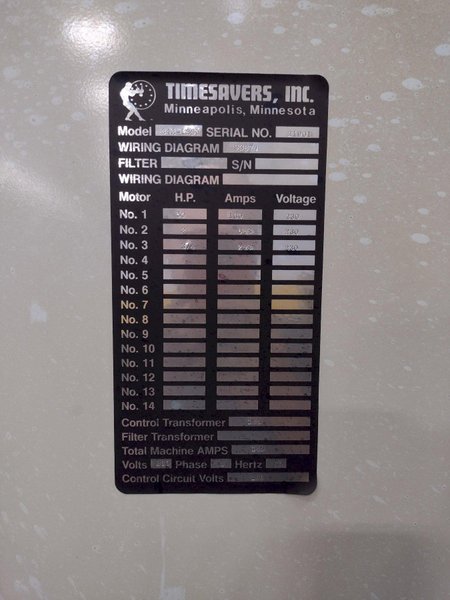 TIMESAVERS, INC.
Minneapolis, Minnesota
Model SERIAL NO.
WIRING DIAGRAM
FILTER S/N
WIRING DIAGRAM
Motor H.P. Amps Voltage
No. 1
No. 2
No. 3
No. 4
No. 5
No. 6
No. 7
No. 8
No. 9
No. 10
No. 11
No. 12
No. 13
No. 14
Control Transformer
Filter Transformer
Total Machine AMPS
Volts Phase Hertz
Control Circuit Volts